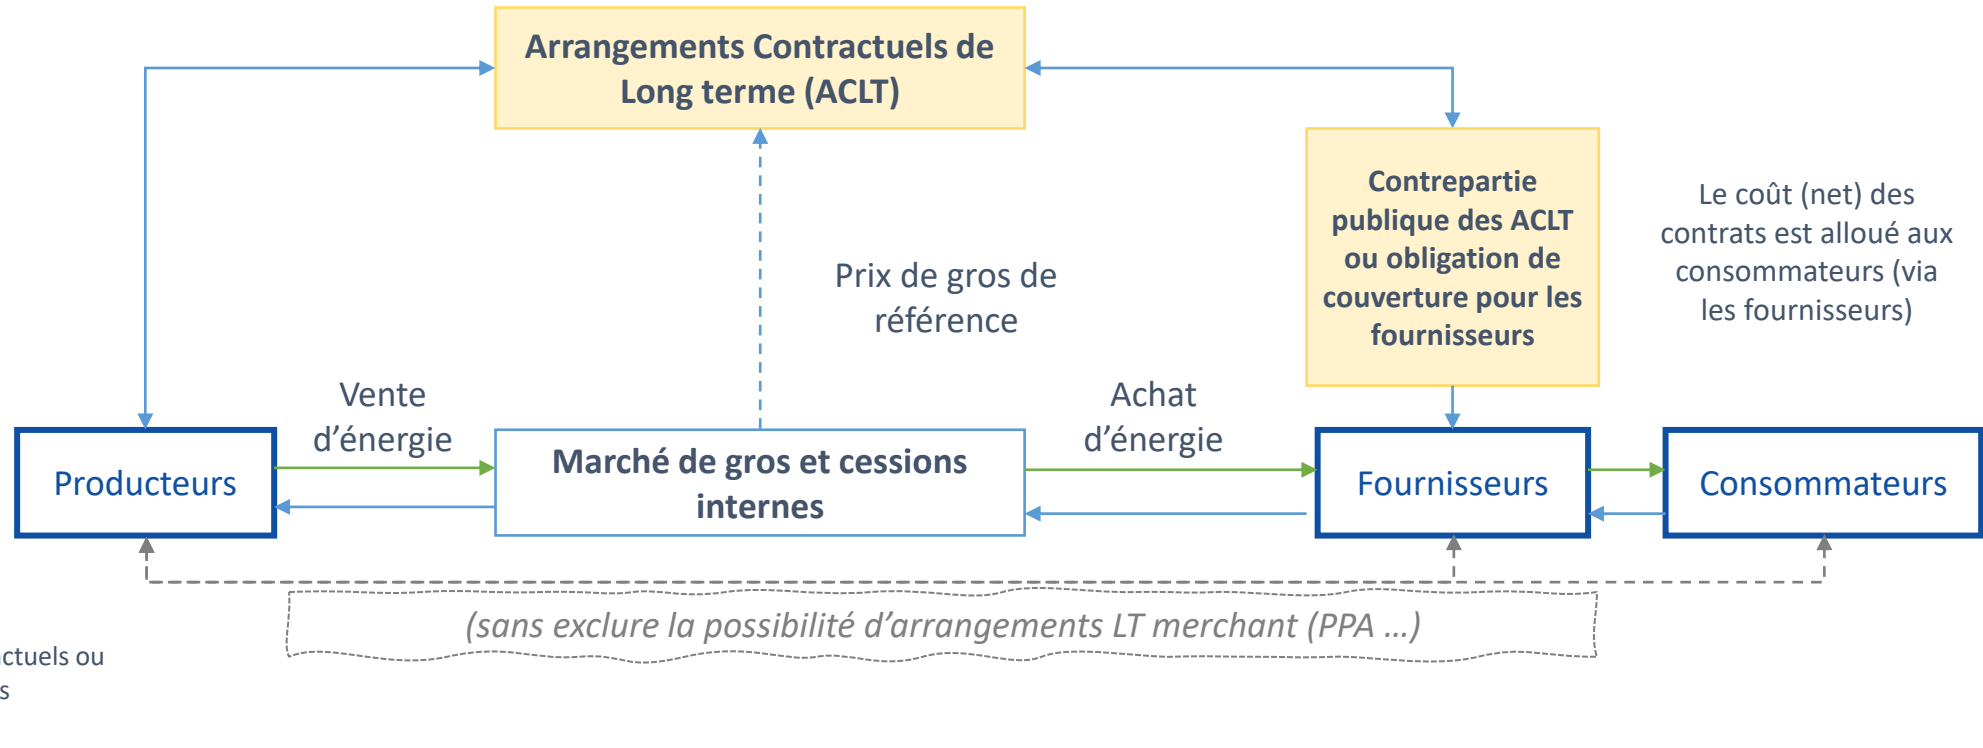 Arrangements Contractuels de
Long terme (ACLT)
Contrepartie
publique des ACLT
ou obligation de
couverture pour les
fournisseurs
Le coût (net) des
contrats est alloué aux
consommateurs (via
les fournisseurs)
Prix de gros de
référence
Vente
d’énergie
Achat
d’énergie
Producteurs
Marché de gros et cessions
internes
Fournisseurs
Consommateurs
(sans exclure la possibilité d’arrangements LT merchant (PPA …)
ou